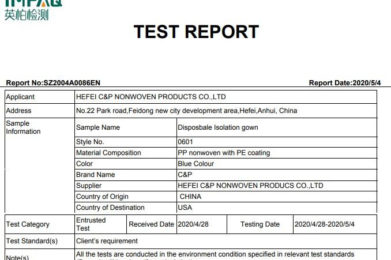 IMPAQ
英柏检测
TEST REPORT
Report No:SZ2004A0086EN Report Date:2020/5/4
Applicant HEFEI C&P NONWOVEN PRODUCTS CO.,LTD
Address No.22 Park road,Feidong new city development area,Hefei,Anhui, China
Sample Information Sample Name Disposbale Isolation gown
Style No. 0601
Material Composition PP nonwoven with PE coating
Color Blue Colour
Brand Name C&P
Supplier HEFEI C&P NONWOVEN PRODUCS CO.,LTD
Country of Origin CHINA
Country of Destination USA
Test Category Entrusted Test Received Date 2020/4/28 Testing Date 2020/4/28-2020/5/4
Test Standard(s) Client's requirement
Note(s) All the tests are conducted in the environment condition specified in relevant test standards